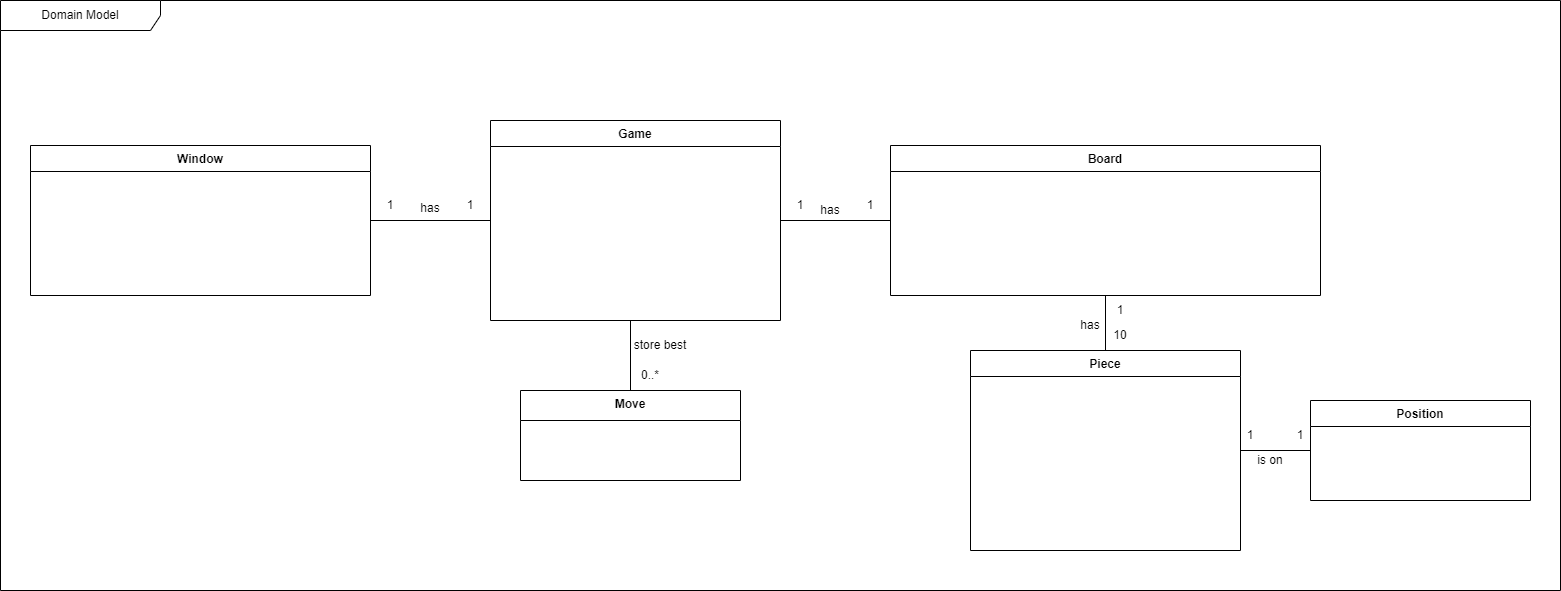 Domain Model
Game
Window
Board
1 has 1
1 has 1
1
has
10
store best
0..*
Piece
Move
Position
1 1
is on